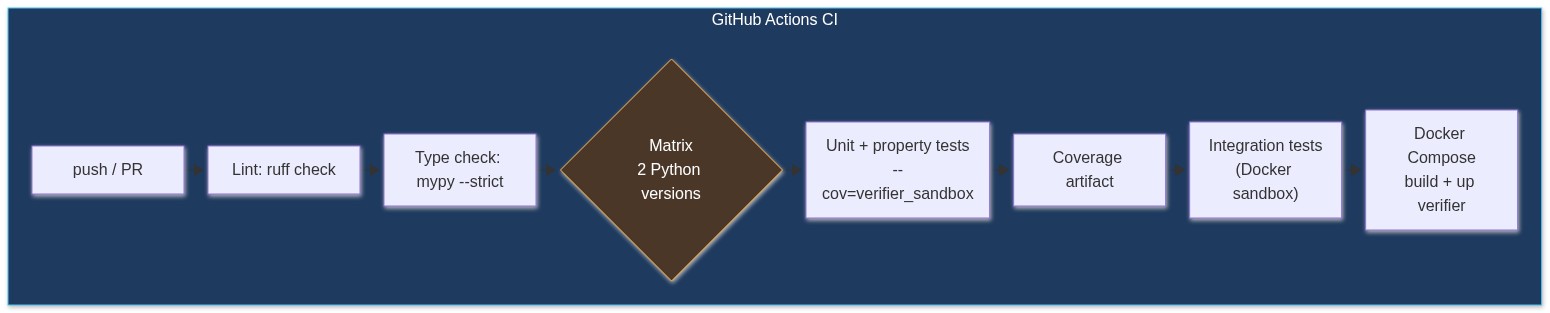 GitHub Actions CI
push / PR
Lint: ruff check
Type check:
mypy --strict
Matrix
2 Python
versions
Unit + property tests
--
cov=verifier_sandbox
Coverage
artifact
Integration tests
(Docker
sandbox)
Docker
Compose
build + up
verifier